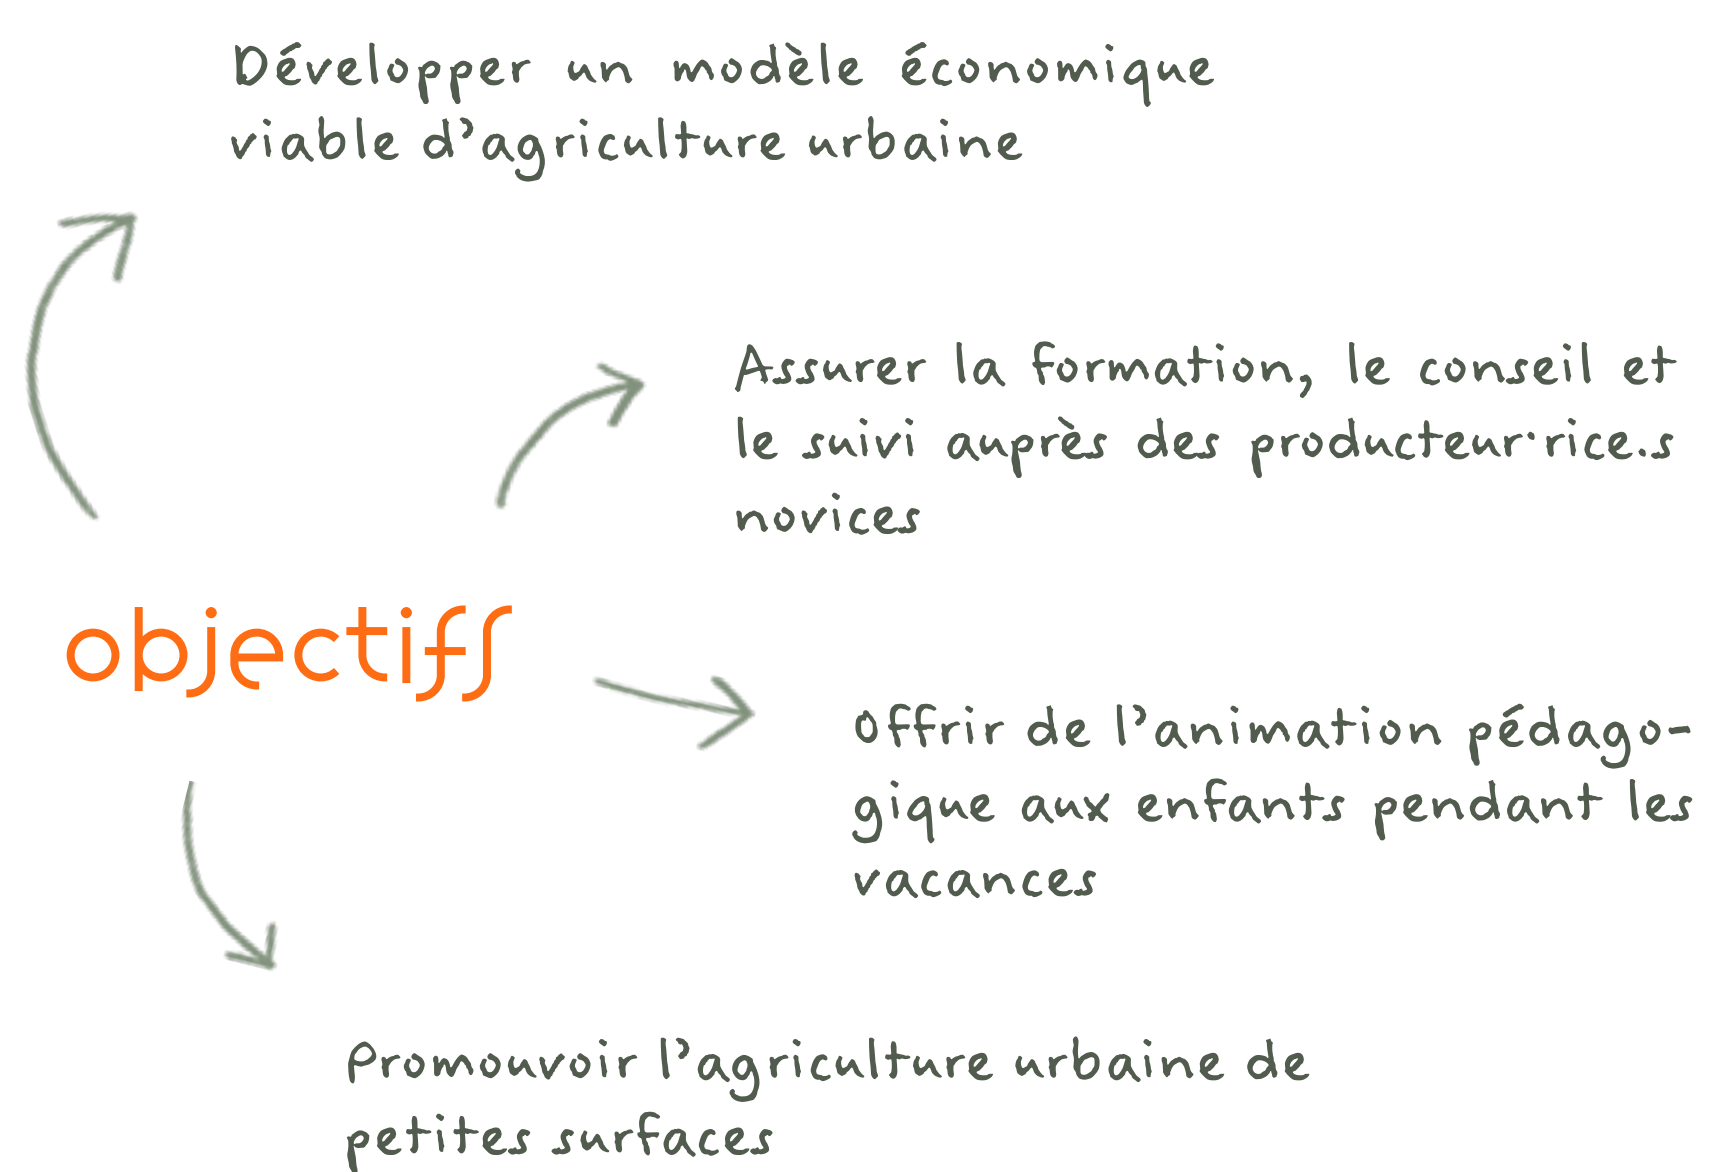 Développer un modèle économique
viable d’agriculture urbaine
Assurer la formation, le conseil et
le suivi auprès des producteur·rice.s
novices
objectifs
Offrir de l’animation pédago-
gique aux enfants pendant les
vacances
Promouvoir l’agriculture urbaine de
petites surfaces